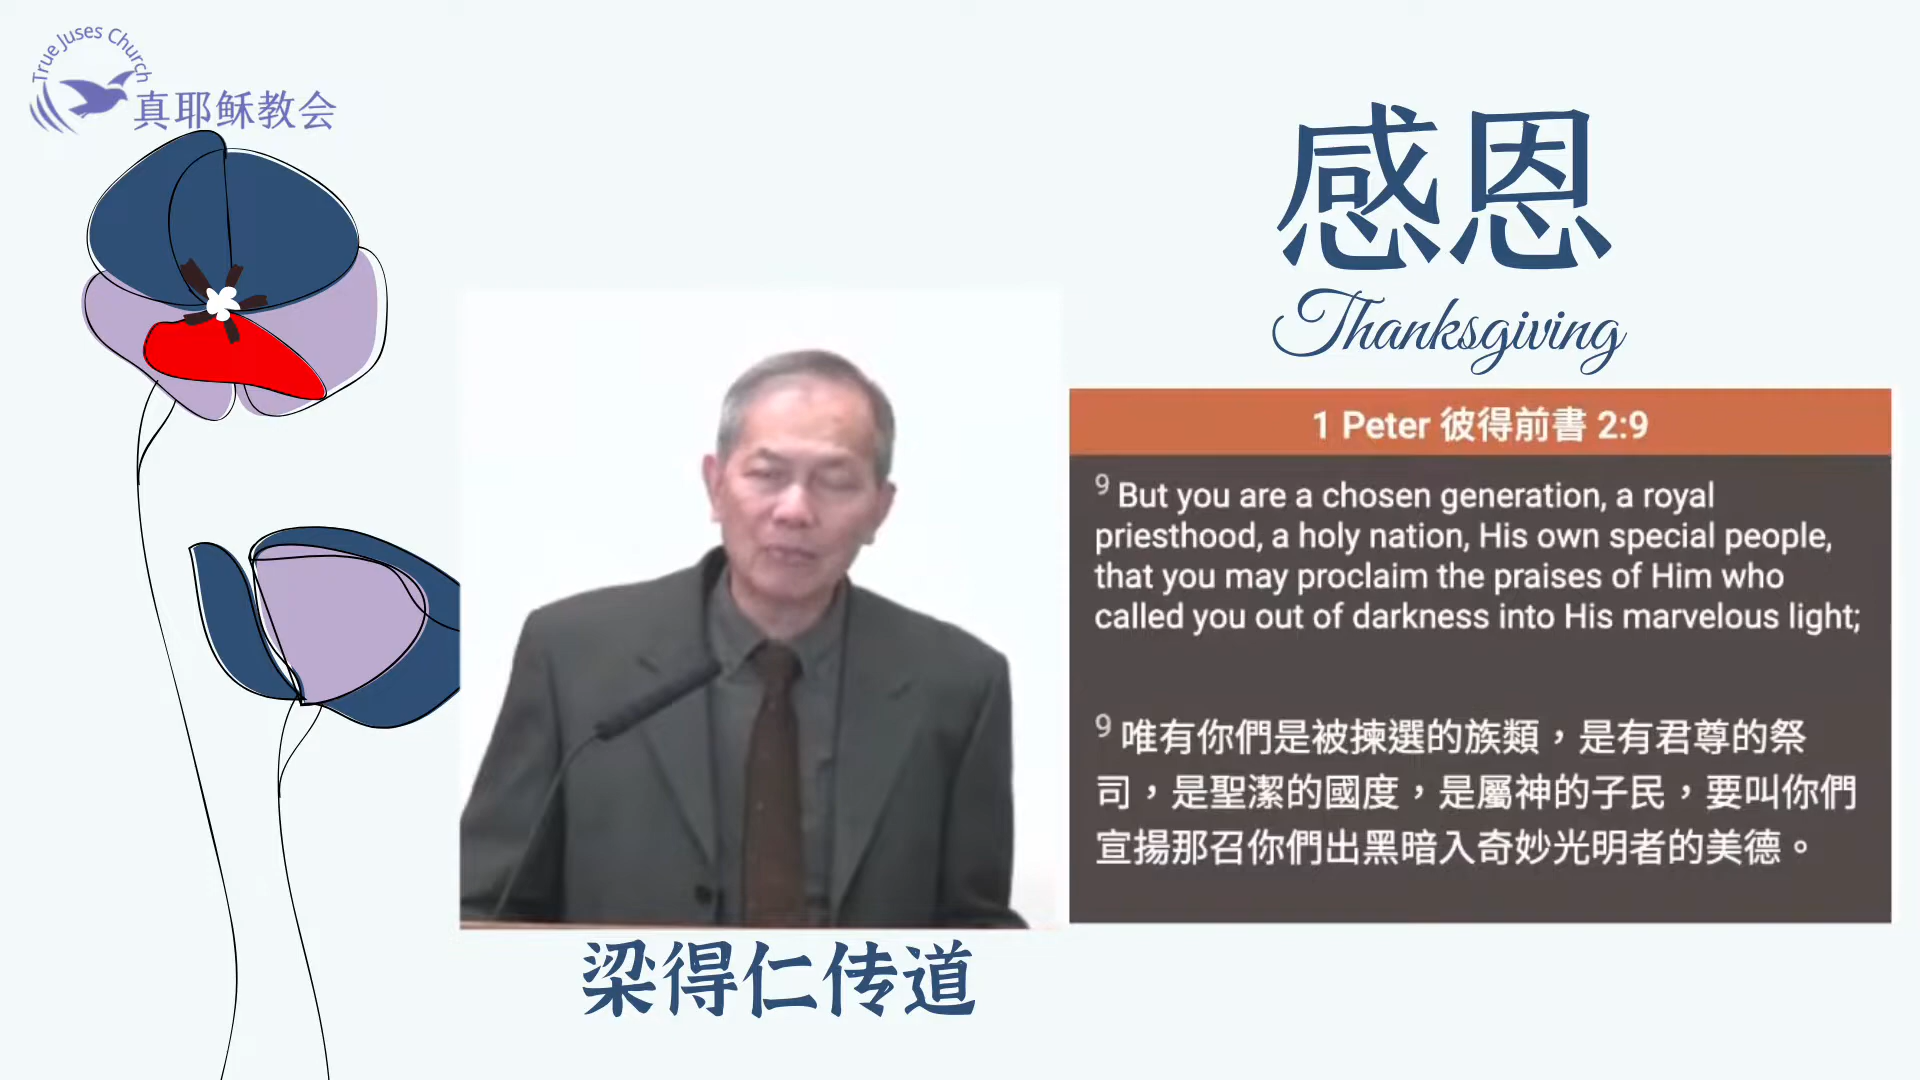 True Juses Church
真耶稣教会
感恩
Thanksgiving
1 Peter 彼得前書 2:9
9 But you are a chosen generation, a royal
priesthood, a holy nation, His own special people,
that you may proclaim the praises of Him who
called you out of darkness into His marvelous light;
9 唯有你們是被揀選的族類，是有君尊的祭
司，是聖潔的國度，是屬神的子民，要叫你們
宣揚那召你們出黑暗入奇妙光明者的美德。
梁得仁传道